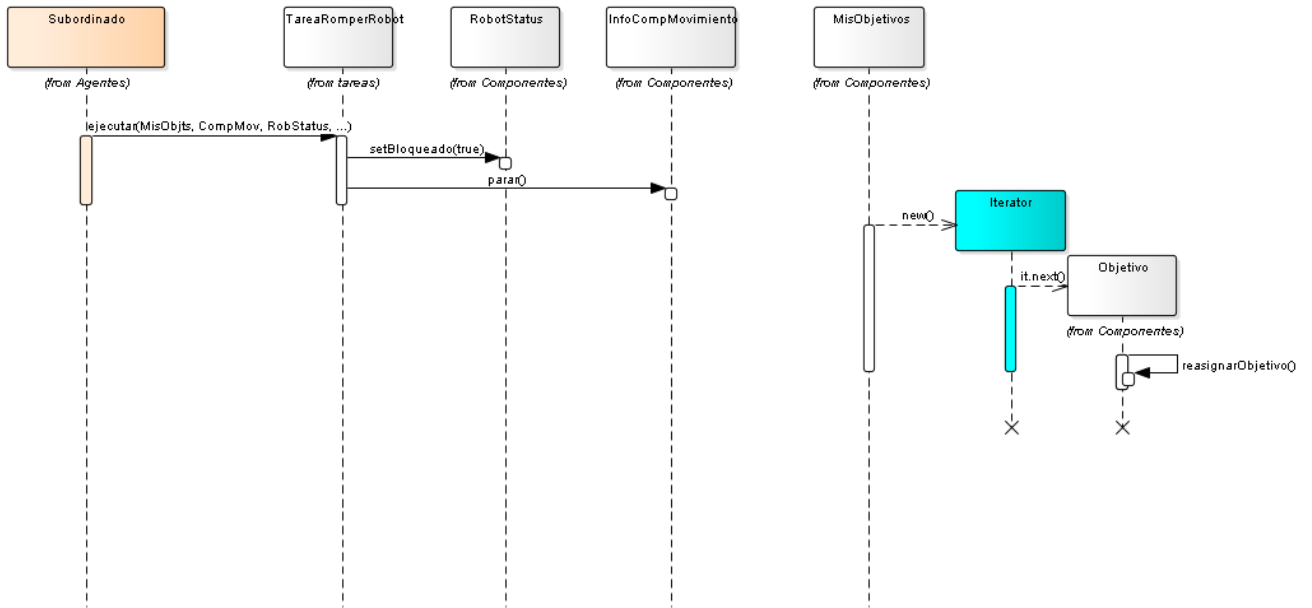 Subordinado
TareaRomperRobot
RobotStatus
InfoCompMovimiento
MisObjetivos
(from Agentes)
(from tareas)
(from Componentes)
(from Componentes)
(from Componentes)
ejecutar(MisObjts, CompMov, RobStatus, ...)
setBloqueado(true)
parar()
Iterator
new()
Objetivo
it.next()
(from Componentes)
reasignarObjetivo()